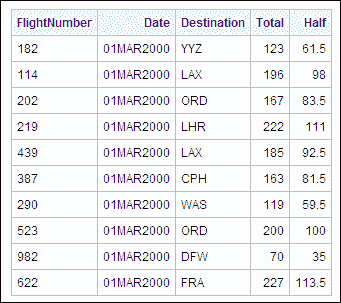 FlightNumber Date Destination Total Half
182 01MAR2000 YYZ 123 61.5
114 01MAR2000 LAX 196 98
202 01MAR2000 ORD 167 83.5
219 01MAR2000 LHR 222 111
439 01MAR2000 LAX 185 92.5
387 01MAR2000 CPH 163 81.5
290 01MAR2000 WAS 119 59.5
523 01MAR2000 ORD 200 100
982 01MAR2000 DFW 70 35
622 01MAR2000 FRA 227 113.5